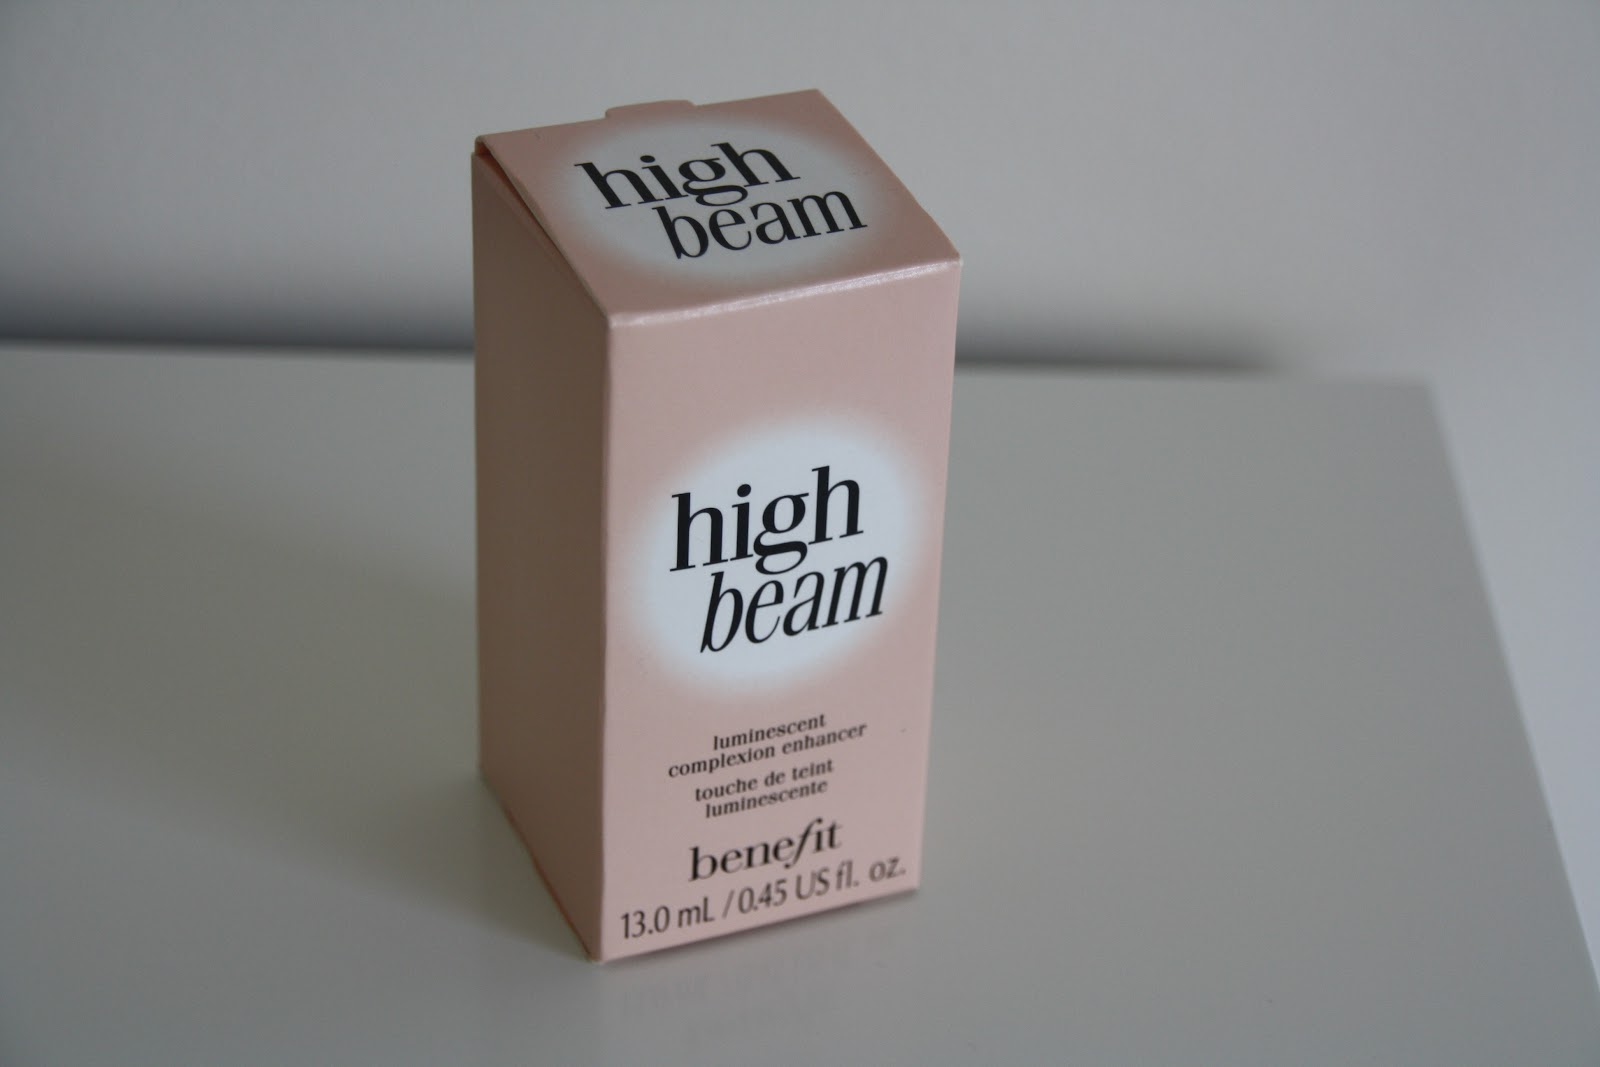 high
beam
high
beam
luminescent
complexion enhancer
touche de teint
luminescente
benefit
13.0 mL / 0.45 US fl. oz.